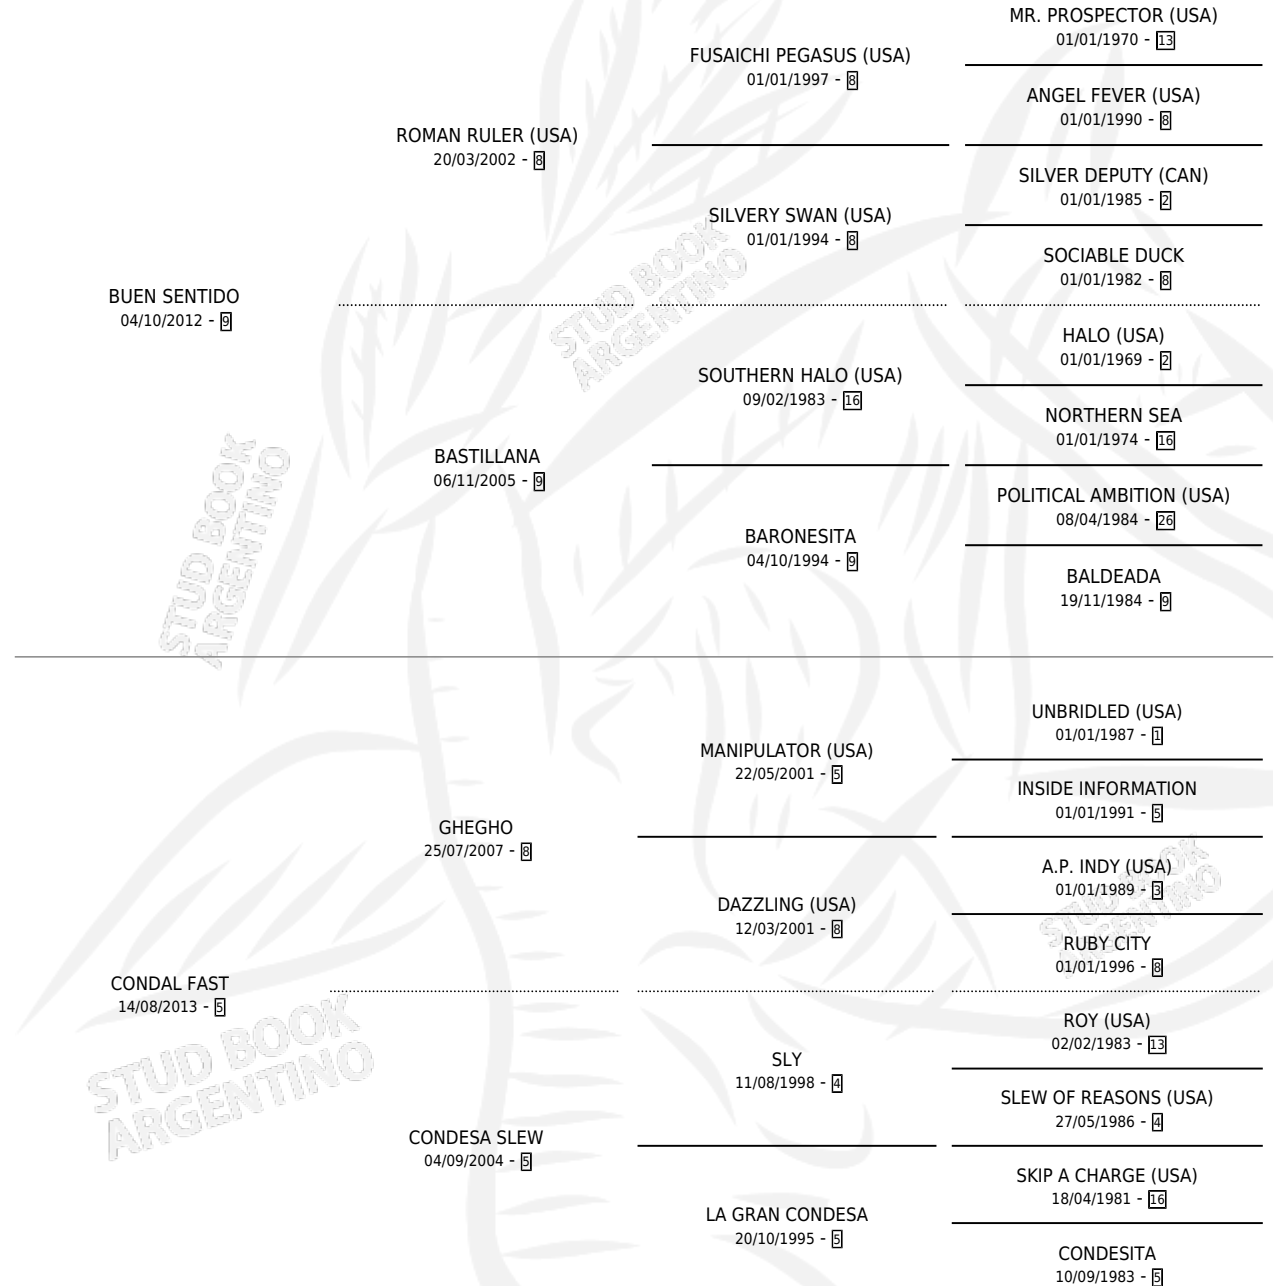 MR. PROSPECTOR (USA)
01/01/1970 - 13
FUSAICHI PEGASUS (USA)
01/01/1997 - 8
ANGEL FEVER (USA)
01/01/1990 - 8
ROMAN RULER (USA)
20/03/2002 - 8
SILVER DEPUTY (CAN)
01/01/1985 - 2
SILVERY SWAN (USA)
01/01/1994 - 8
SOCIABLE DUCK
01/01/1982 - 8
BUEN SENTIDO
04/10/2012 - 9
HALO (USA)
01/01/1969 - 2
SOUTHERN HALO (USA)
09/02/1983 - 16
NORTHERN SEA
01/01/1974 - 16
BASTILLANA
06/11/2005 - 9
POLITICAL AMBITION (USA)
08/04/1984 - 26
BARONESITA
04/10/1994 - 9
BALDEADA
19/11/1984 - 9
STUD BOOK
ARGENTINO
STUD BOOK
ARGENTINO
UNBRIDLED (USA)
01/01/1987 - 1
MANIPULATOR (USA)
22/05/2001 - 5
INSIDE INFORMATION
01/01/1991 - 5
GHEGHO
25/07/2007 - 8
A.P. INDY (USA)
01/01/1989 - 3
DAZZLING (USA)
12/03/2001 - 8
RUBY CITY
01/01/1996 - 8
CONDAL FAST
14/08/2013 - 5
ROY (USA)
02/02/1983 - 13
SLY
11/08/1998 - 4
SLEW OF REASONS (USA)
27/05/1986 - 4
CONDESA SLEW
04/09/2004 - 5
SKIP A CHARGE (USA)
18/04/1981 - 16
LA GRAN CONDESA
20/10/1995 - 5
CONDESITA
10/09/1983 - 5
STUD BOOK
ARGENTINO
STUD BOOK
ARGENTINO